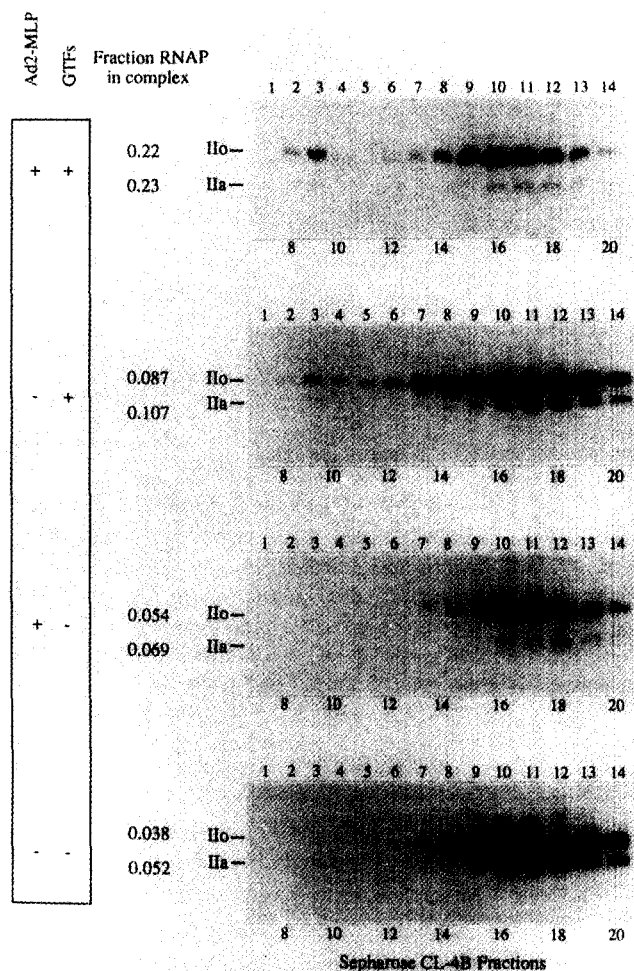 Ad2-MLP
GTFs
Fraction RNAP
in complex
1 2 3 4 5 6 7 8 9 10 11 12 13 14
+ +
0.22 IIo
0.23 IIa
8 10 12 14 16 18 20
1 2 3 4 5 6 7 8 9 10 11 12 13 14
- +
0.087 IIo
0.107 IIa
8 10 12 14 16 18 20
1 2 3 4 5 6 7 8 9 10 11 12 13 14
+ -
0.054 IIo
0.069 IIa
8 10 12 14 16 18 20
1 2 3 4 5 6 7 8 9 10 11 12 13 14
- -
0.038 IIo
0.052 IIa
8 10 12 14 16 18 20
Sepharose CL-4B Fractions